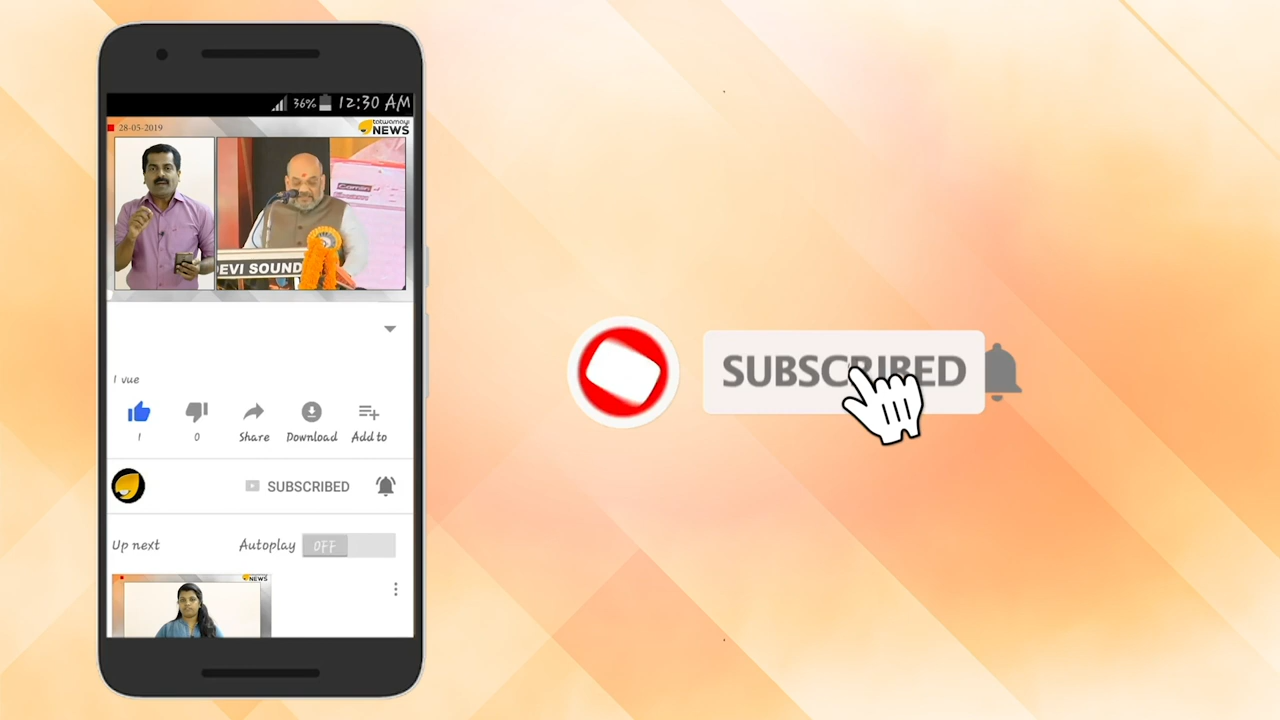 36% 12:30 AM
28-05-2019
tatwamayi
NEWS
DEVI SOUND
1 vue
1
0
Share
Download
Add to
SUBSCRIBED
Up next
Autoplay
OFF
NEWS
SUBSCRIBED